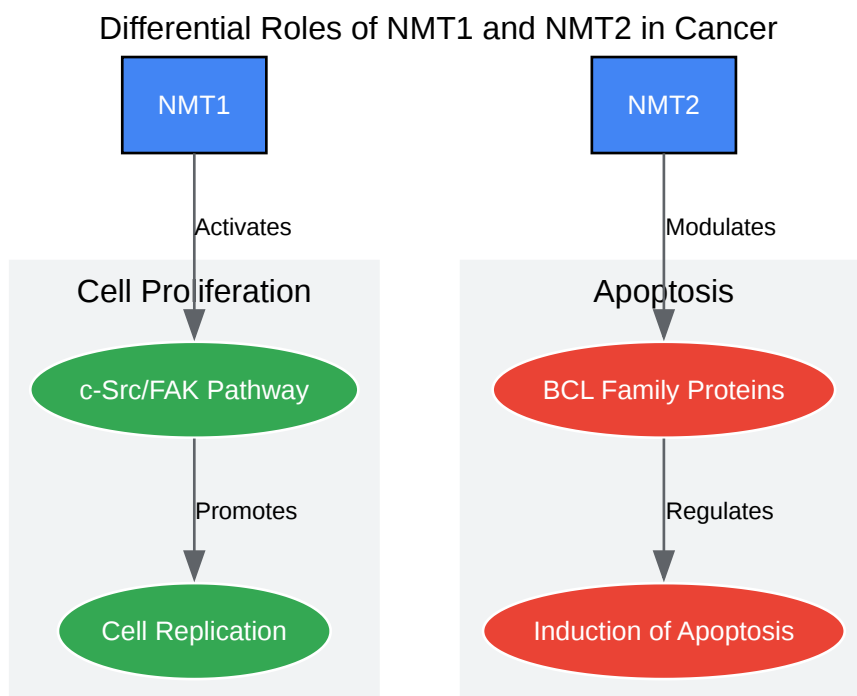 Differential Roles of NMT1 and NMT2 in Cancer
NMT1
NMT2
Activates
Modulates
Cell Proliferation
Apoptosis
c-Src/FAK Pathway
BCL Family Proteins
Promotes
Regulates
Cell Replication
Induction of Apoptosis